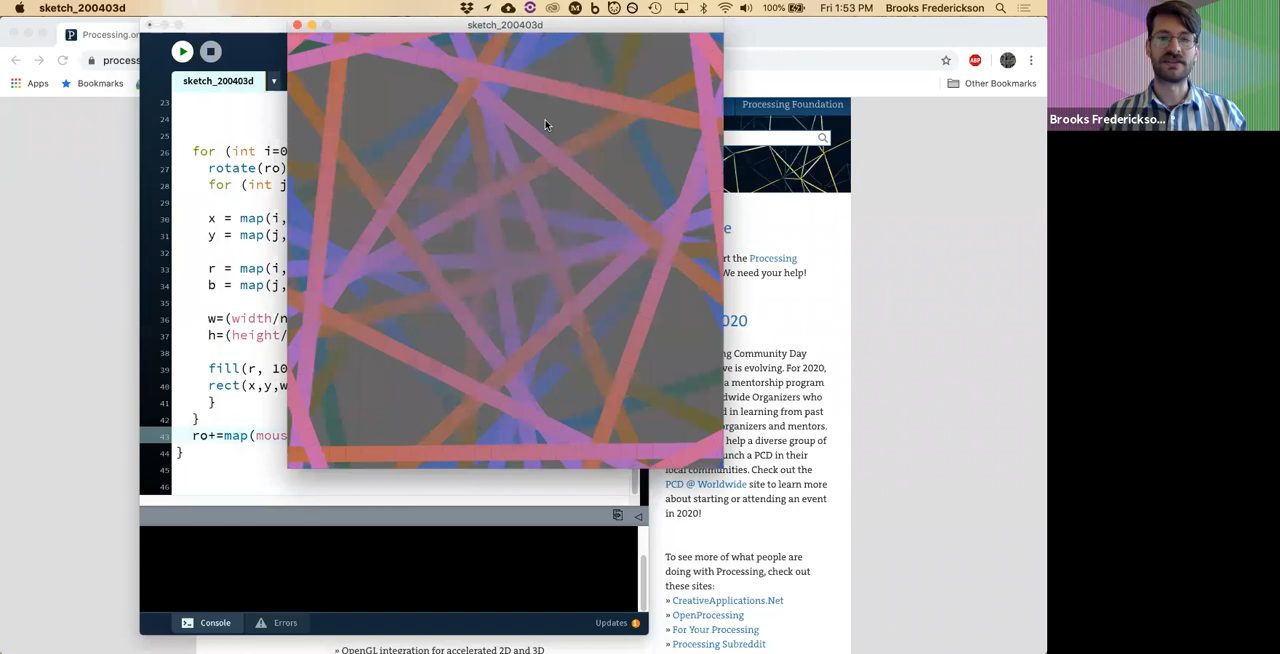 sketch_200403d
100%
Fri 1:53 PM
Brooks Frederickson
sketch_200403d
Processing.or
proces
Apps
Bookmarks
Other Bookmarks
sketch_200403d
Processing Foundation
23
24
25
26 for (int i=0
27 rotate(ro)
28 for (int j
29
30 x = map(i,
31 y = map(j,
32
33 r = map(i,
34 b = map(j,
35
36 w=(width/n
37 h=(height/
38
39 fill(r, 10
40 rect(x,y,w
41 }
42 }
43 ro+=map(mous
44 }
45
46
e
rt the Processing
We need your help!
020
ng Community Day
ve is evolving. For 2020,
a mentorship program
dwide Organizers who
d in learning from past
organizers and mentors.
help a diverse group of
unch a PCD in their
local communities. Check out the
PCD @ Worldwide site to learn more
about starting or attending an event
in 2020!
To see more of what people are
doing with Processing, check out
these sites:
» CreativeApplications.Net
» OpenProcessing
» For Your Processing
» Processing Subreddit
Console
Errors
Updates 1
» OpenGL integration for accelerated 2D and 3D
Brooks Frederickso...